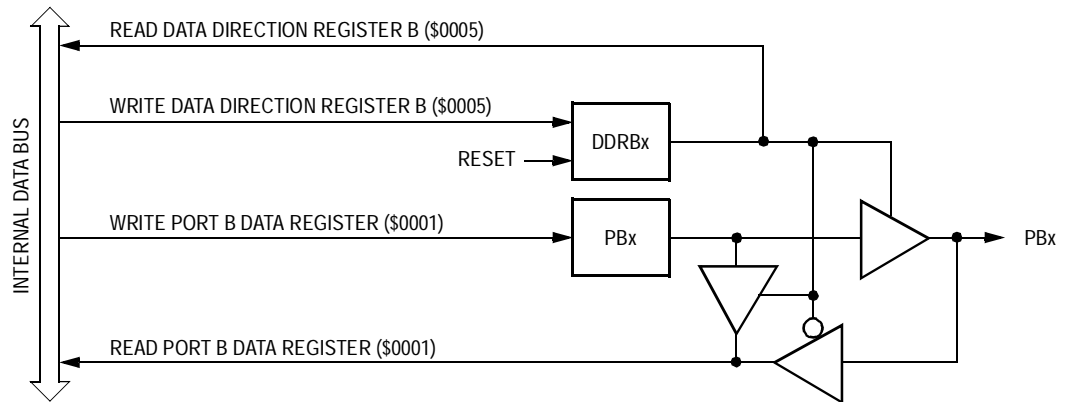 READ DATA DIRECTION REGISTER B ($0005)
WRITE DATA DIRECTION REGISTER B ($0005)
DDRBx
RESET
INTERNAL DATA BUS
WRITE PORT B DATA REGISTER ($0001)
PBx
PBx
READ PORT B DATA REGISTER ($0001)